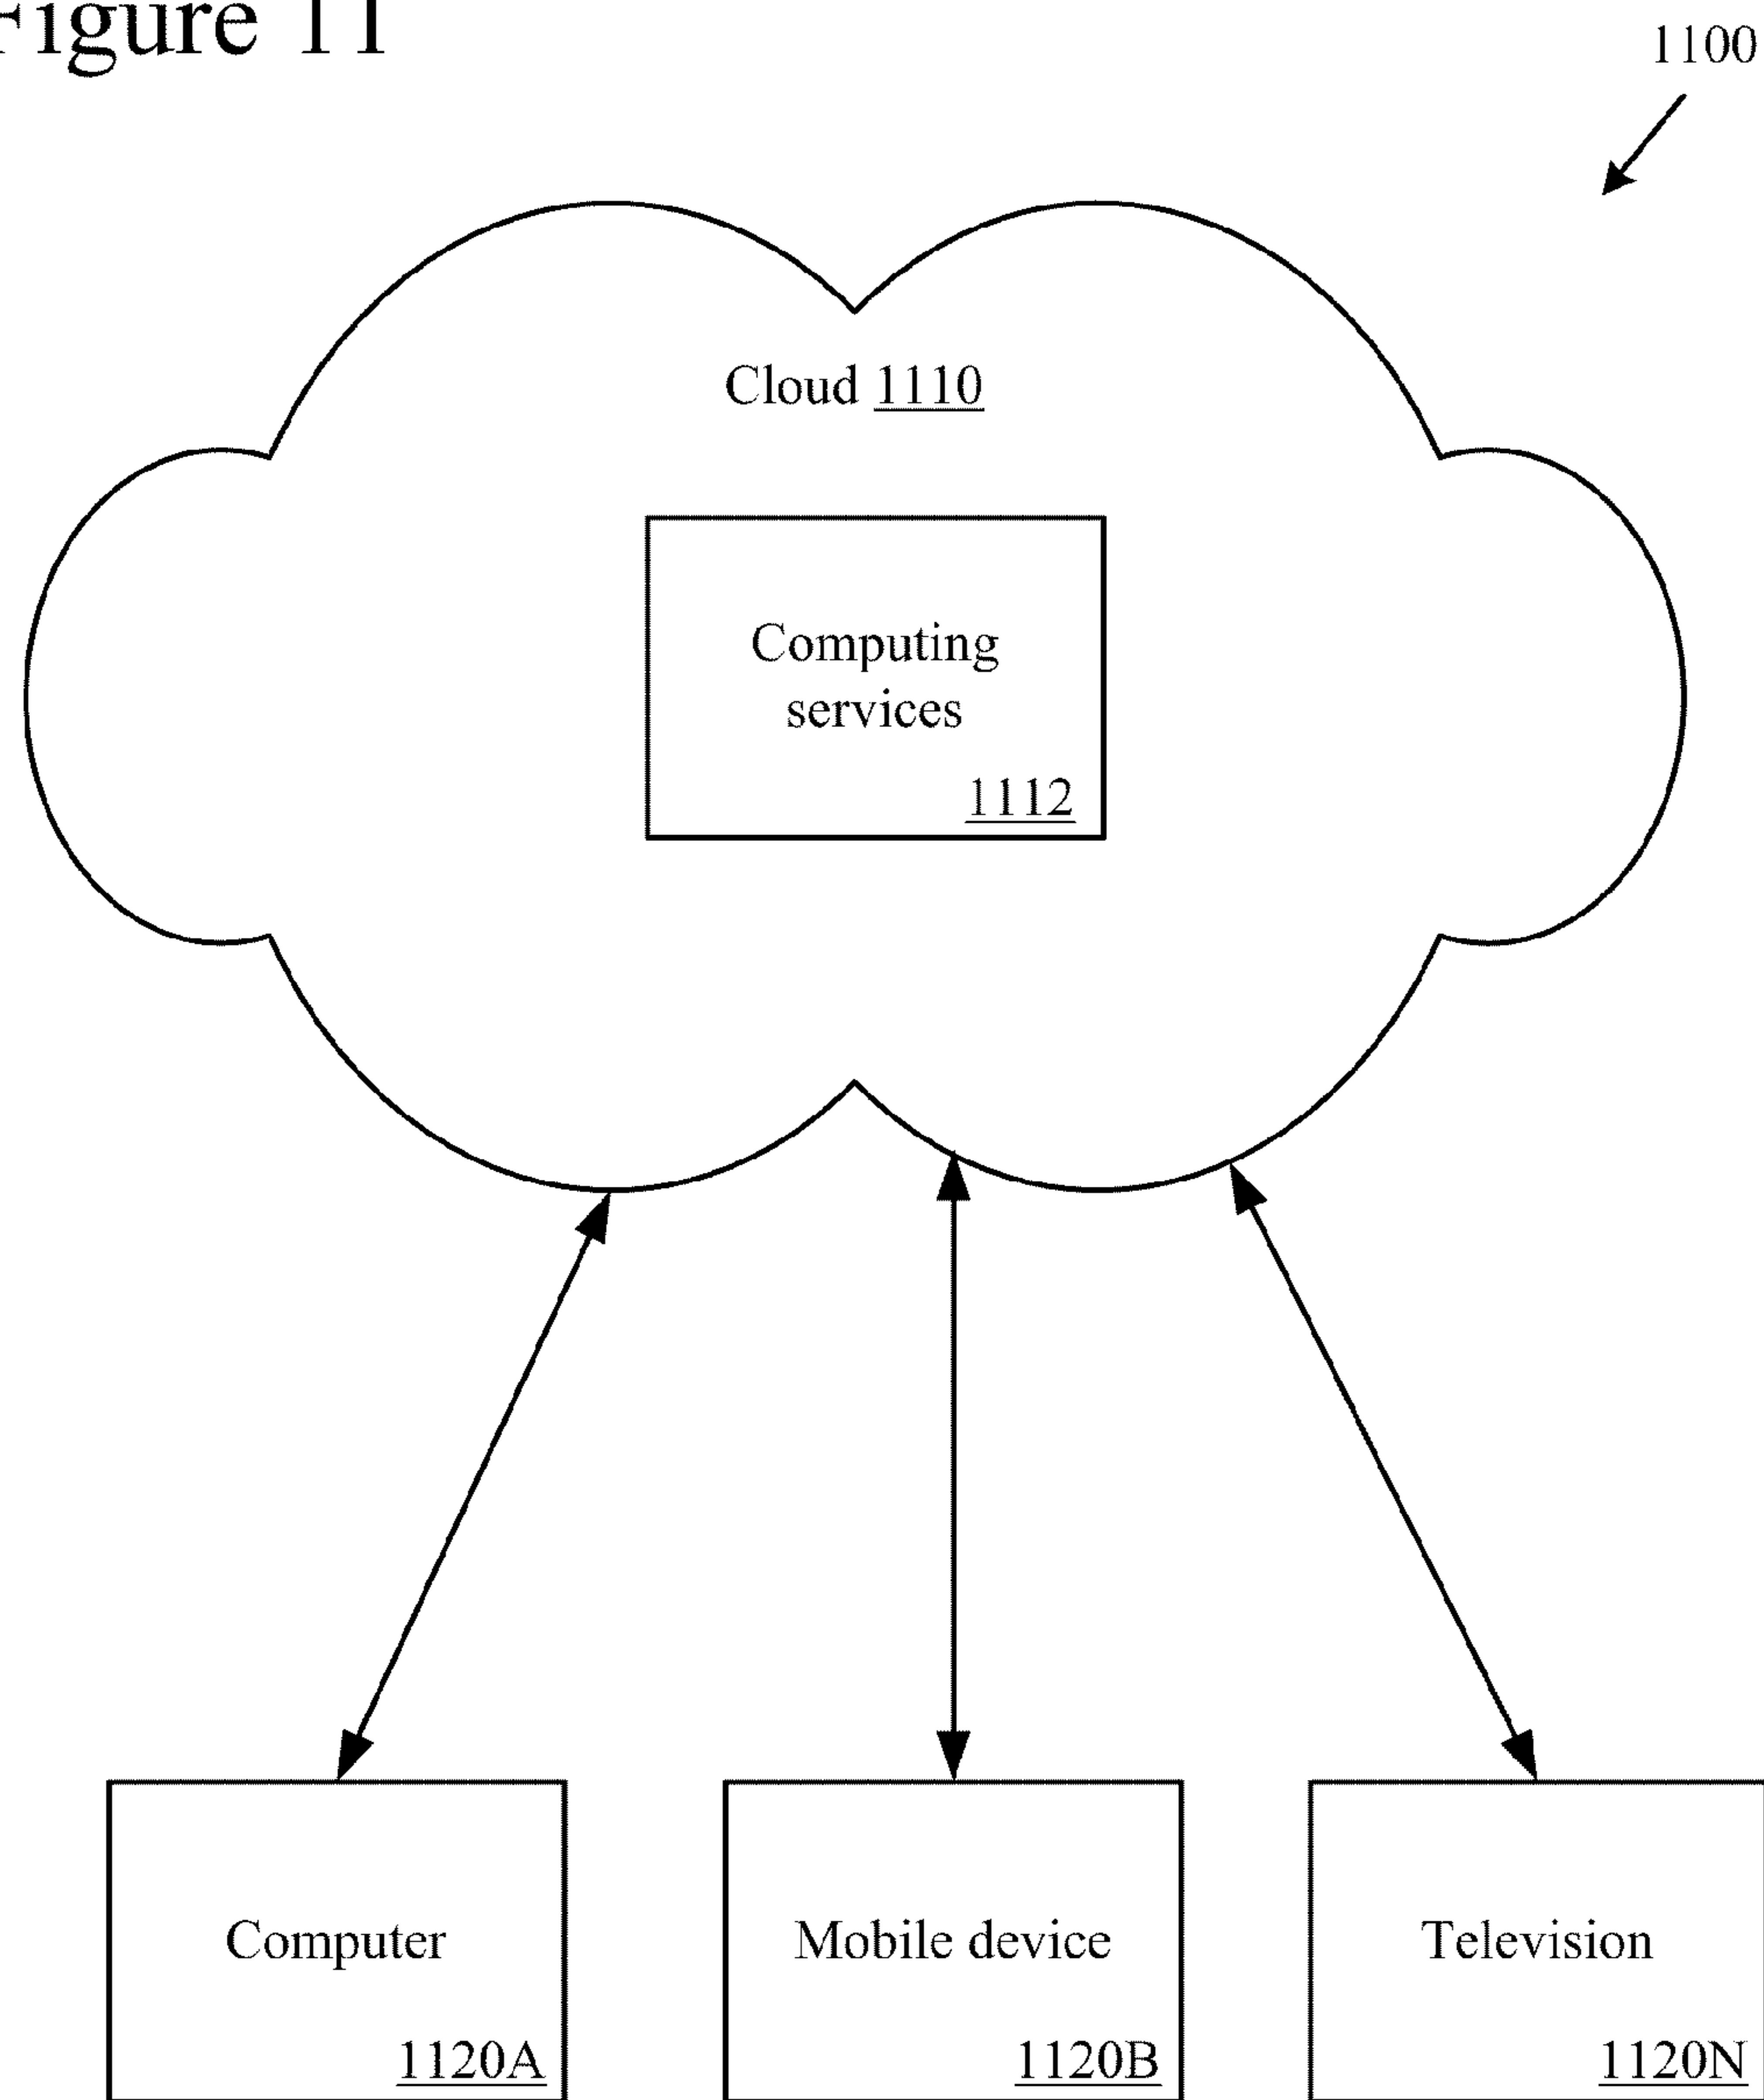 Figure 11
1100
Cloud 1110
Computing
services
1112
Computer
Mobile device
Television
1120A
1120B
1120N